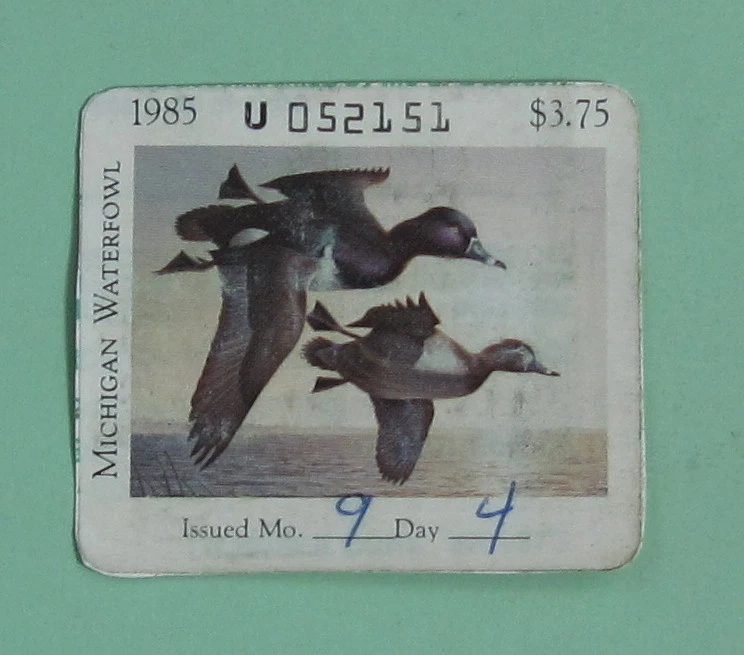 1985 U 052151 $3.75
MICHIGAN WATERFOWL
Issued Mo. 9 Day 4